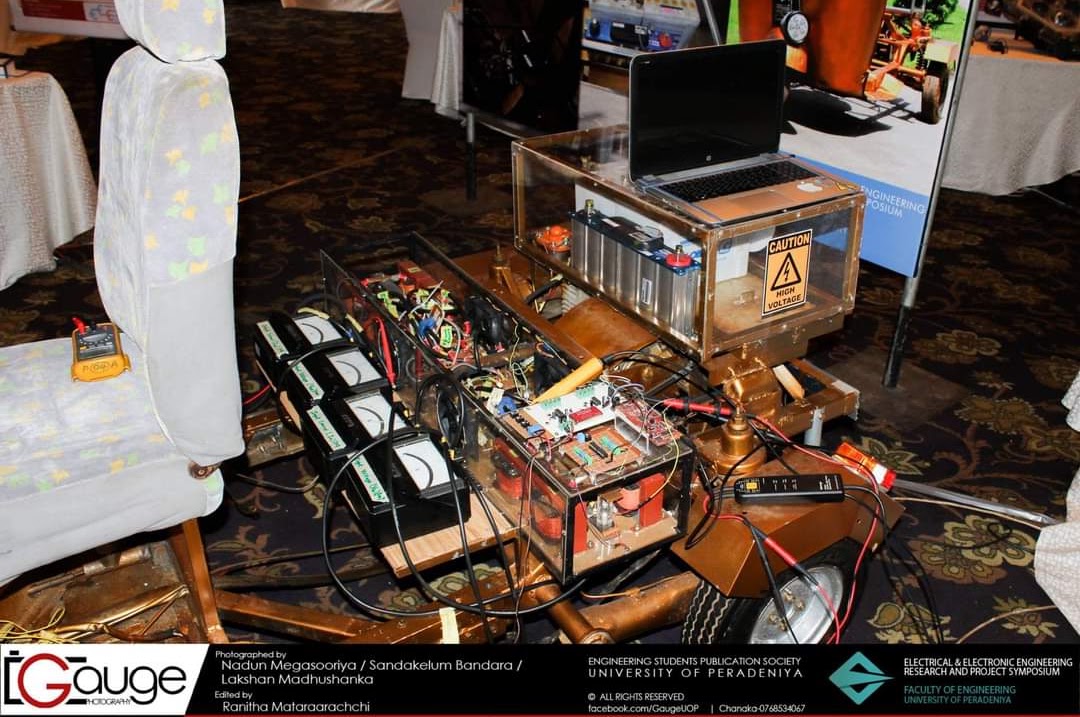 ENGINEERING
POSIUM
CAUTION
HIGH
VOLTAGE
hp
Gauge
PHOTOGRAPHY
Photographed by
Nadun Megasooriya / Sandakelum Bandara /
Lakshan Madhushanka
Edited by
Ranitha Mataraarachchi
ENGINEERING STUDENTS PUBLICATION SOCIETY
UNIVERSITY OF PERADENIYA
© ALL RIGHTS RESERVED
facebook.com/GaugeUOP | Chanaka-0768534067
ELECTRICAL & ELECTRONIC ENGINEERING
RESEARCH AND PROJECT SYMPOSIUM
FACULTY OF ENGINEERING
UNIVERSITY OF PERADENIYA